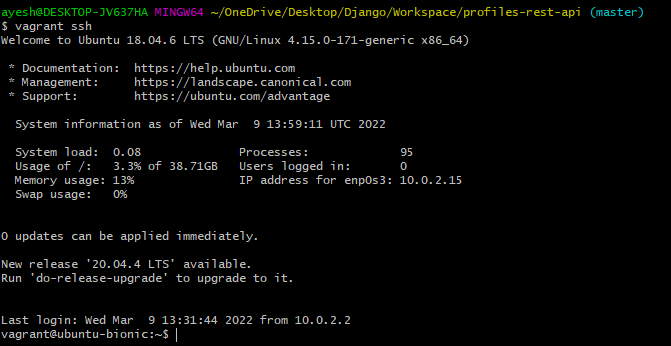 ayesh@DESKTOP-JV637HA MINGW64 ~/OneDrive/Desktop/Django/Workspace/profiles-rest-api (master)
$ vagrant ssh
Welcome to Ubuntu 18.04.6 LTS (GNU/Linux 4.15.0-171-generic x86_64)
* Documentation:  https://help.ubuntu.com
* Management:     https://landscape.canonical.com
* Support:        https://ubuntu.com/advantage
System information as of Wed Mar  9 13:59:11 UTC 2022
System load:  0.08              Processes:             95
Usage of /:   3.3% of 38.71GB   Users logged in:       0
Memory usage: 13%               IP address for enp0s3: 10.0.2.15
Swap usage:   0%
0 updates can be applied immediately.
New release '20.04.4 LTS' available.
Run 'do-release-upgrade' to upgrade to it.
Last login: Wed Mar  9 13:31:44 2022 from 10.0.2.2
vagrant@ubuntu-bionic:~$